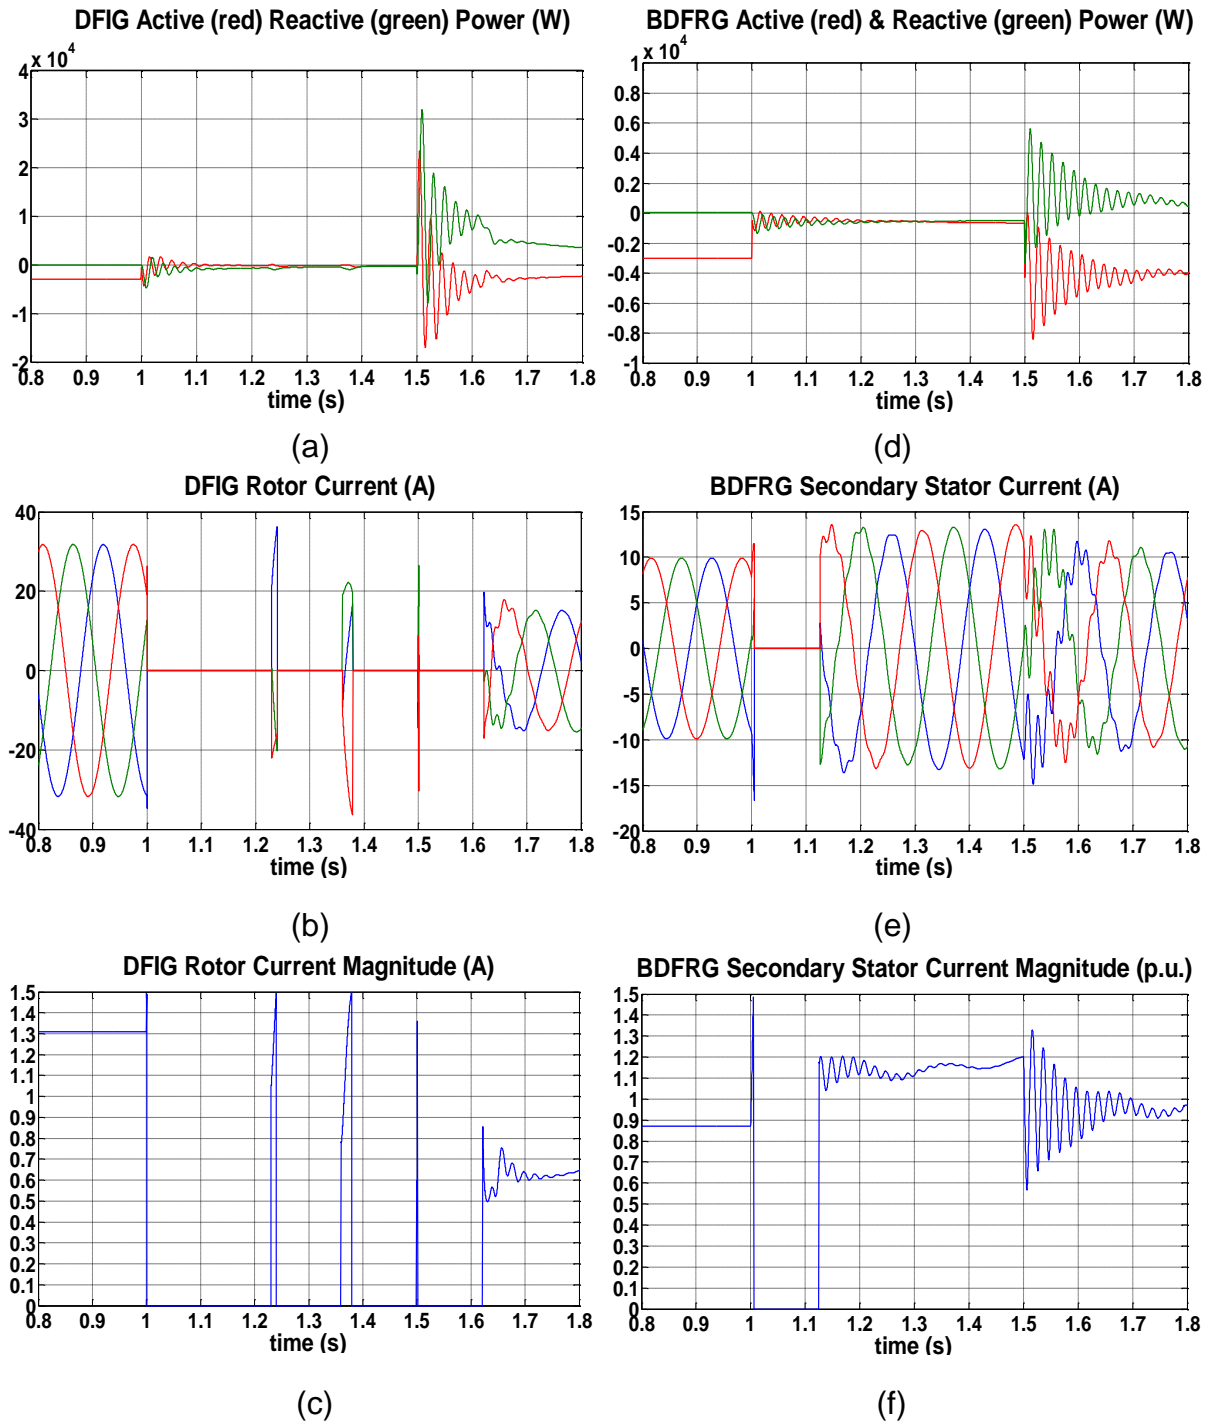 DFIG Active (red) Reactive (green) Power (W)
x 10^4
4
3
2
1
0
-1
-2
0.8 0.9 1 1.1 1.2 1.3 1.4 1.5 1.6 1.7 1.8
time (s)
(a)
BDFRG Active (red) & Reactive (green) Power (W)
x 10^4
1
0.8
0.6
0.4
0.2
0
-0.2
-0.4
-0.6
-0.8
-1
0.8 0.9 1 1.1 1.2 1.3 1.4 1.5 1.6 1.7 1.8
time (s)
(d)
DFIG Rotor Current (A)
40
20
0
-20
-40
0.8 0.9 1 1.1 1.2 1.3 1.4 1.5 1.6 1.7 1.8
time (s)
(b)
BDFRG Secondary Stator Current (A)
15
10
5
0
-5
-10
-15
-20
0.8 0.9 1 1.1 1.2 1.3 1.4 1.5 1.6 1.7 1.8
time (s)
(e)
DFIG Rotor Current Magnitude (A)
1.5
1.4
1.3
1.2
1.1
1
0.9
0.8
0.7
0.6
0.5
0.4
0.3
0.2
0.1
0
0.8 0.9 1 1.1 1.2 1.3 1.4 1.5 1.6 1.7 1.8
time (s)
(c)
BDFRG Secondary Stator Current Magnitude (p.u.)
1.5
1.4
1.3
1.2
1.1
1
0.9
0.8
0.7
0.6
0.5
0.4
0.3
0.2
0.1
0
0.8 0.9 1 1.1 1.2 1.3 1.4 1.5 1.6 1.7 1.8
time (s)
(f)